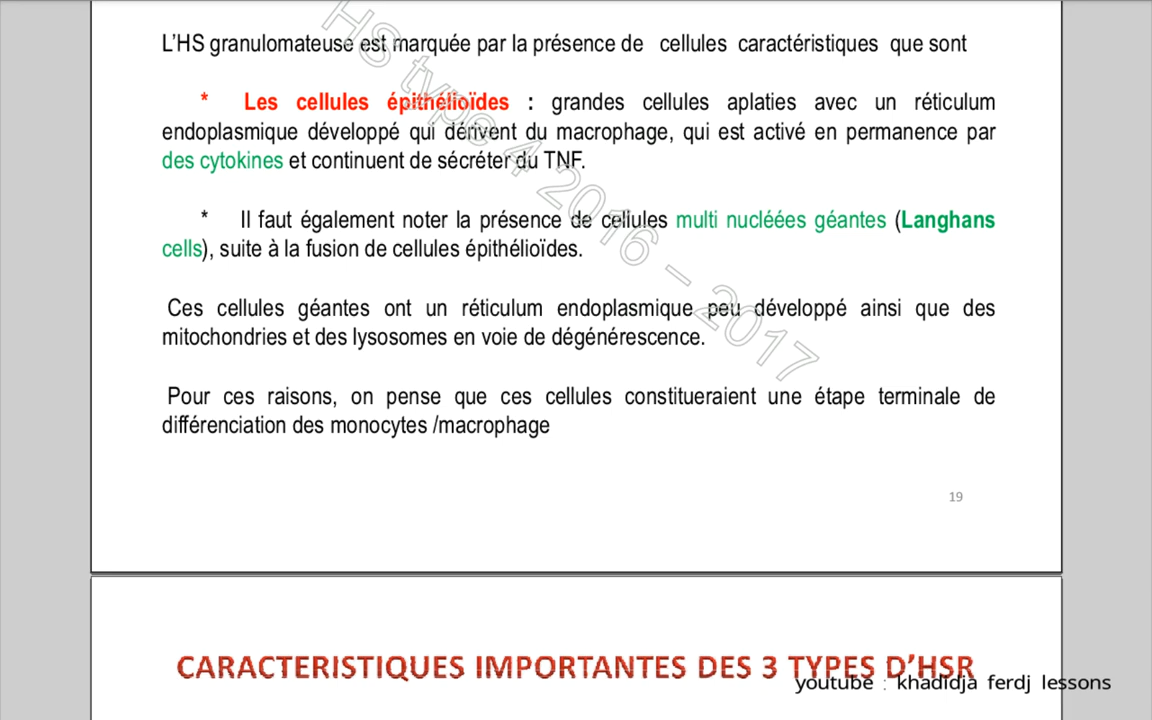 L'HS granulomateuse est marquée par la présence de cellules caractéristiques que sont
* Les cellules épithélioïdes : grandes cellules aplaties avec un réticulum
endoplasmique développé qui dérivent du macrophage, qui est activé en permanence par
des cytokines et continuent de sécréter du TNF.
* Il faut également noter la présence de cellules multi nucléées géantes (Langhans
cells), suite à la fusion de cellules épithélioïdes.
Ces cellules géantes ont un réticulum endoplasmique peu développé ainsi que des
mitochondries et des lysosomes en voie de dégénérescence.
Pour ces raisons, on pense que ces cellules constitueraient une étape terminale de
différenciation des monocytes /macrophage
HS type 4 2016 – 2017
19
CARACTERISTIQUES IMPORTANTES DES 3 TYPES D'HSR
youtube : khadidja ferdj lessons